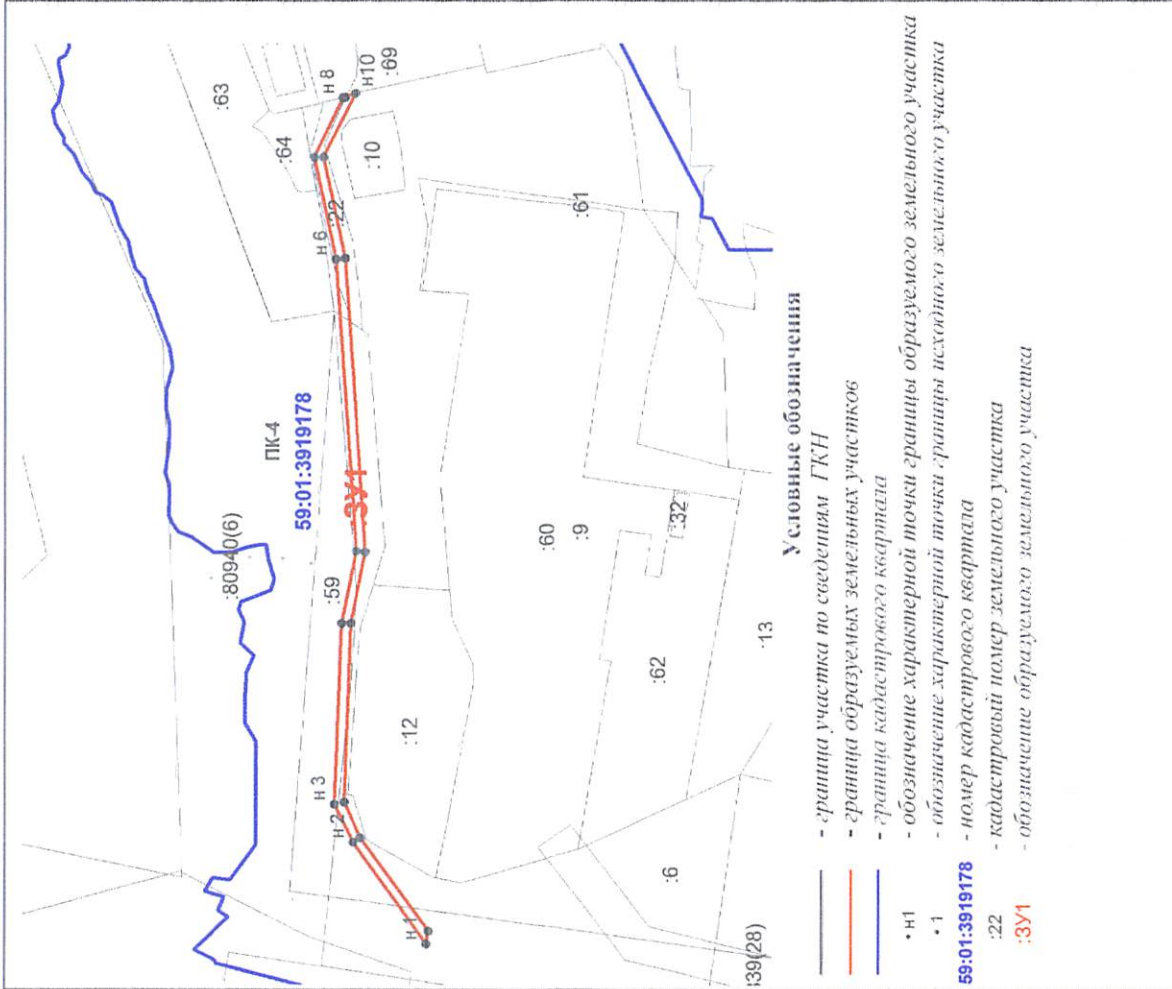 :63
н 8
:64
н10
:69
:10
:22
н 6
:61
ПК-4
59:01:3919178
:ЗУ1
:80940(6)
:59
:60
:9
:32
н 3
:12
н 2
:62
:13
н 1
:6
39(28)
Условные обозначения
- граница участка по сведениям ГКН
- граница образуемых земельных участков
- граница кадастрового квартала
• н1 - обозначение характерной точки границы образуемого земельного участка
• 1 - обозначение характерной точки границы исходного земельного участка
59:01:3919178 - номер кадастрового квартала
:22 - кадастровый номер земельного участка
:ЗУ1 - обозначение образуемого земельного участка